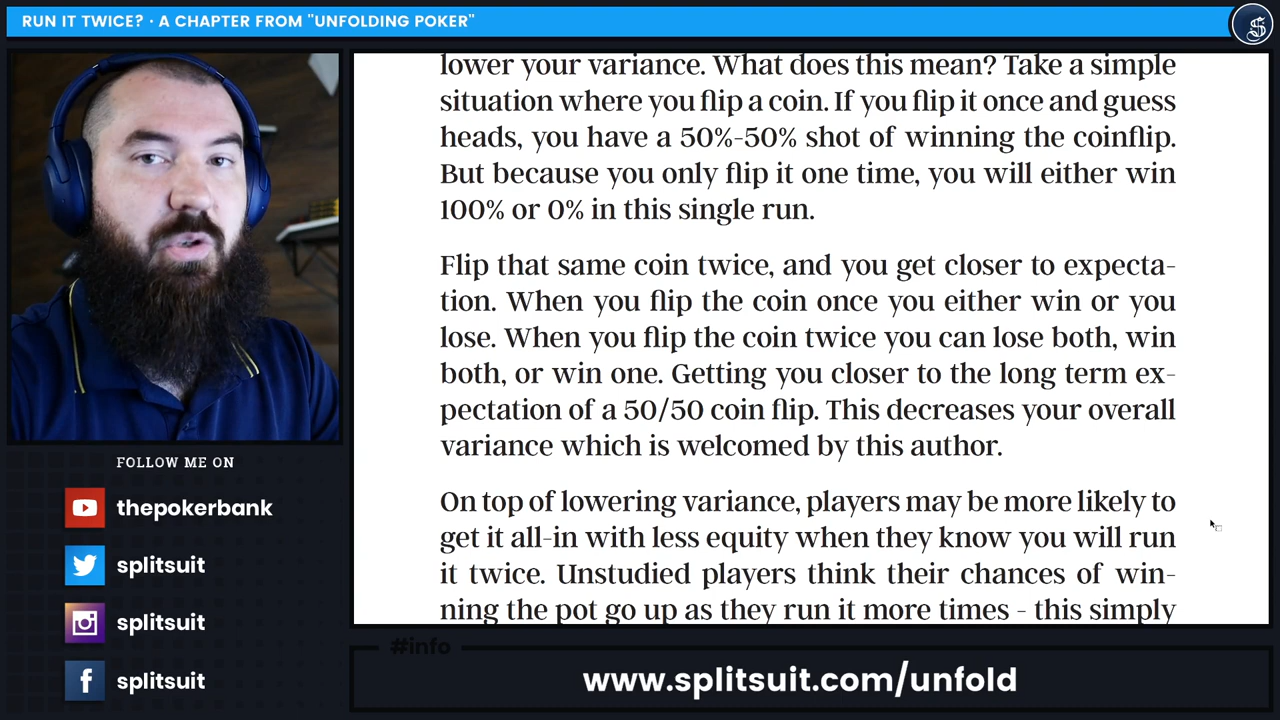 RUN IT TWICE? · A CHAPTER FROM "UNFOLDING POKER"
lower your variance. What does this mean? Take a simple
situation where you flip a coin. If you flip it once and guess
heads, you have a 50%-50% shot of winning the coinflip.
But because you only flip it one time, you will either win
100% or 0% in this single run.
Flip that same coin twice, and you get closer to expecta-
tion. When you flip the coin once you either win or you
lose. When you flip the coin twice you can lose both, win
both, or win one. Getting you closer to the long term ex-
pectation of a 50/50 coin flip. This decreases your overall
variance which is welcomed by this author.
On top of lowering variance, players may be more likely to
get it all-in with less equity when they know you will run
it twice. Unstudied players think their chances of win-
ning the pot go up as they run it more times - this simply
FOLLOW ME ON
thepokerbank
splitsuit
splitsuit
splitsuit
#info
www.splitsuit.com/unfold